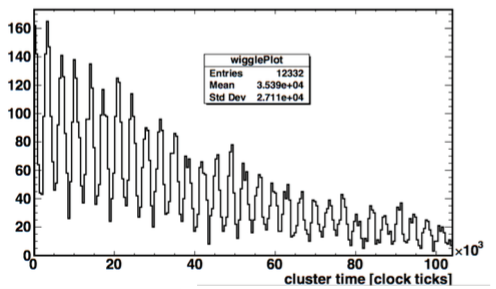 wigglePlot
Entries 12332
Mean 3.539e+04
Std Dev 2.711e+04
160
140
120
100
80
60
40
20
0
0 20 40 60 80 100 ×10³
cluster time [clock ticks]